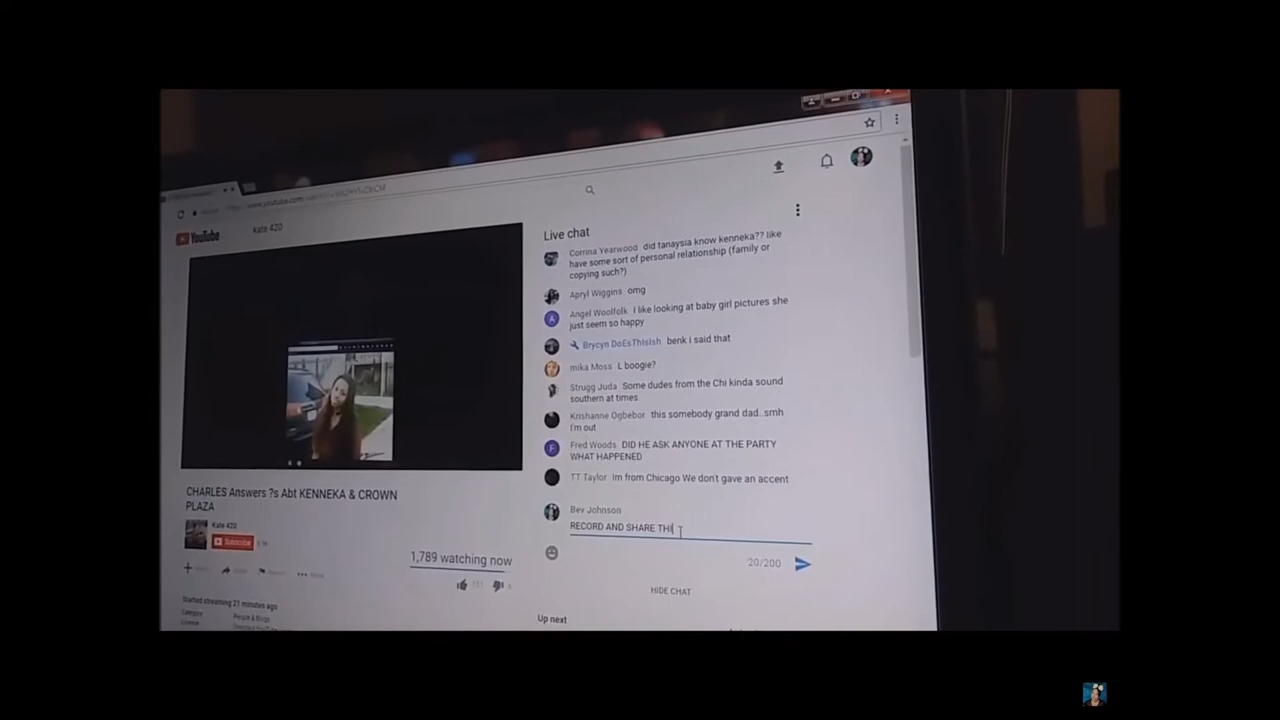 YouTube
kate 420
CHARLES Answers ?s Abt KENNEKA & CROWN
PLAZA
Kate 420
Subscribe
1,789 watching now
Started streaming 21 minutes ago
Category
People & Blogs
License
Live chat
Corrina Yearwood did tanaysia know kenneka?? like
have some sort of personal relationship (family or
copying such?)
Apryl Wiggins omg
Angel Woolfolk I like looking at baby girl pictures she
just seem so happy
Brycyn DoEsThisIsh benk i said that
mika Moss L boogie?
Strugg Juda Some dudes from the Chi kinda sound
southern at times
Krishanne Ogbebor this somebody grand dad..smh
I'm out
Fred Woods DID HE ASK ANYONE AT THE PARTY
WHAT HAPPENED
TT Taylor Im from Chicago We don't gave an accent
Bev Johnson
RECORD AND SHARE THI
20/200
HIDE CHAT
Up next